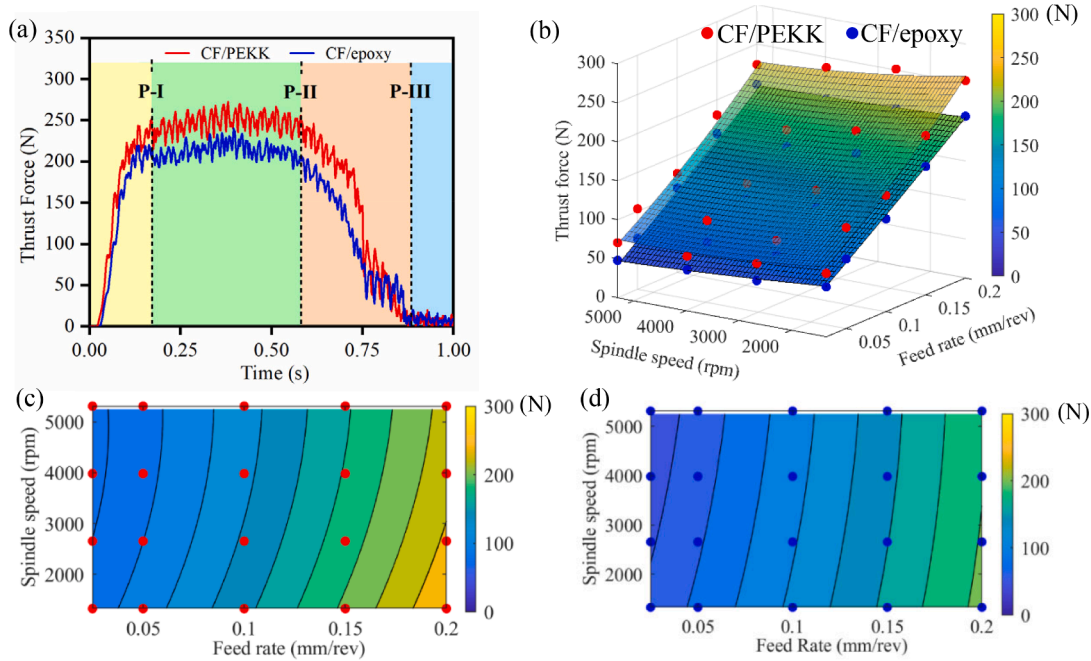 (a)
CF/PEKK CF/epoxy
350
300
250
200
150
100
50
0
Thrust Force (N)
P-I P-II P-III
0.00 0.25 0.50 0.75 1.00
Time (s)
(b)
CF/PEKK CF/epoxy
300 (N)
250
200
150
100
50
0
300
250
200
150
100
50
0
Thrust force (N)
5000 4000 3000 2000
Spindle speed (rpm)
0.05 0.1 0.15 0.2
Feed rate (mm/rev)
(c)
5000
4000
3000
2000
Spindle speed (rpm)
0.05 0.1 0.15 0.2
Feed rate (mm/rev)
300 (N)
200
100
0
(d)
5000
4000
3000
2000
Spindle speed (rpm)
0.05 0.1 0.15 0.2
Feed Rate (mm/rev)
300 (N)
200
100
0